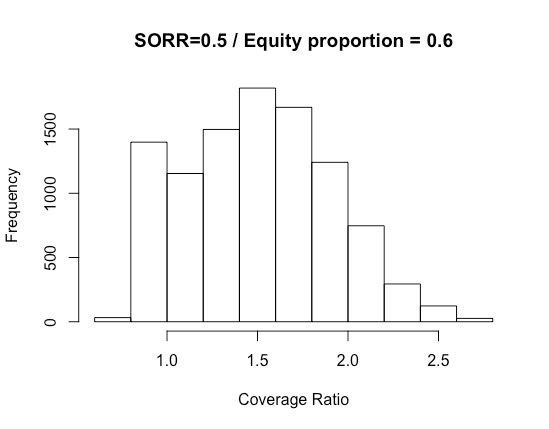 SORR=0.5 / Equity proportion = 0.6
Frequency
1500
1000
500
0
1.0 1.5 2.0 2.5
Coverage Ratio